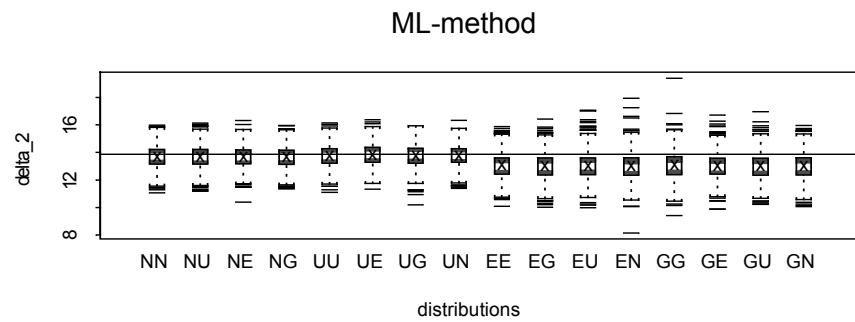 ML-method
delta_2
16
12
8
NN NU NE NG UU UE UG UN EE EG EU EN GG GE GU GN
distributions